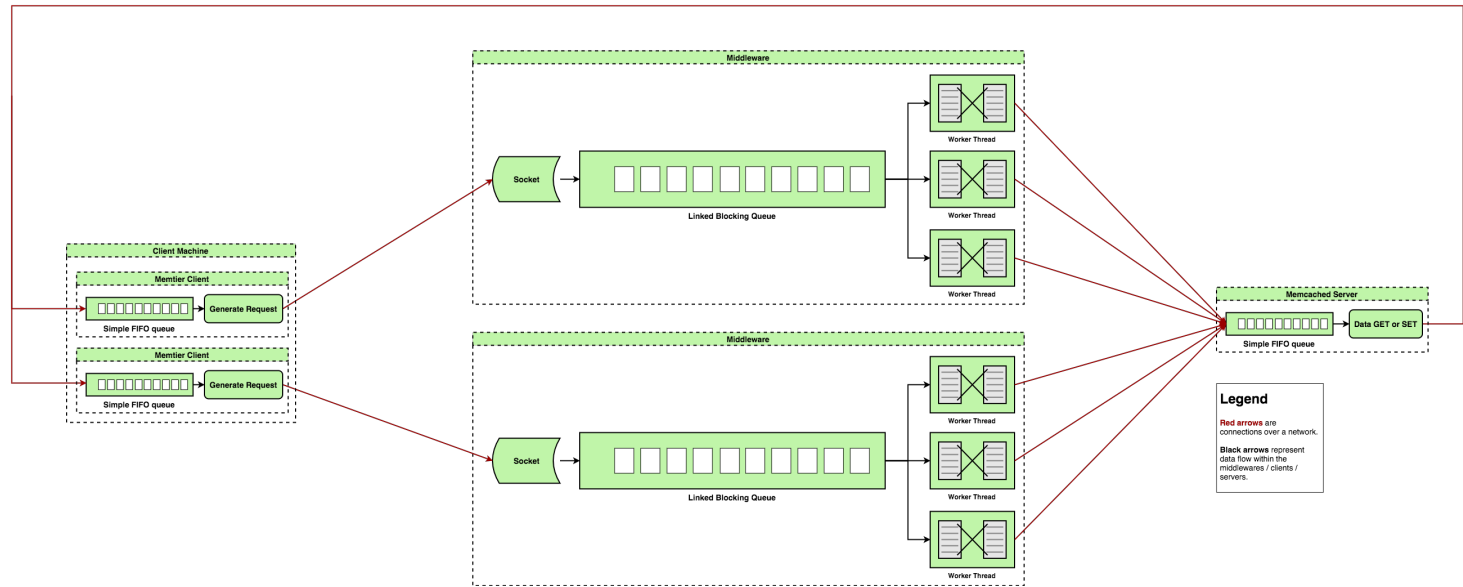 Middleware
Worker Thread
Socket
Linked Blocking Queue
Worker Thread
Worker Thread
Client Machine
Memtier Client
Generate Request
Simple FIFO queue
Memtier Client
Generate Request
Simple FIFO queue
Middleware
Worker Thread
Socket
Linked Blocking Queue
Worker Thread
Worker Thread
Memcached Server
Data GET or SET
Simple FIFO queue
Legend
Red arrows are
connections over a network.
Black arrows represent
data flow within the
middlewares / clients /
servers.